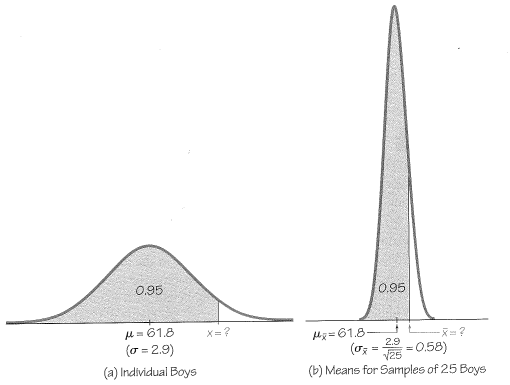 0.95
μ = 61.8
x = ?
(σ = 2.9)
(a) Individual Boys
0.95
μx̄ = 61.8
x̄ = ?
(σx̄ = 2.9/√25 = 0.58)
(b) Means for Samples of 25 Boys